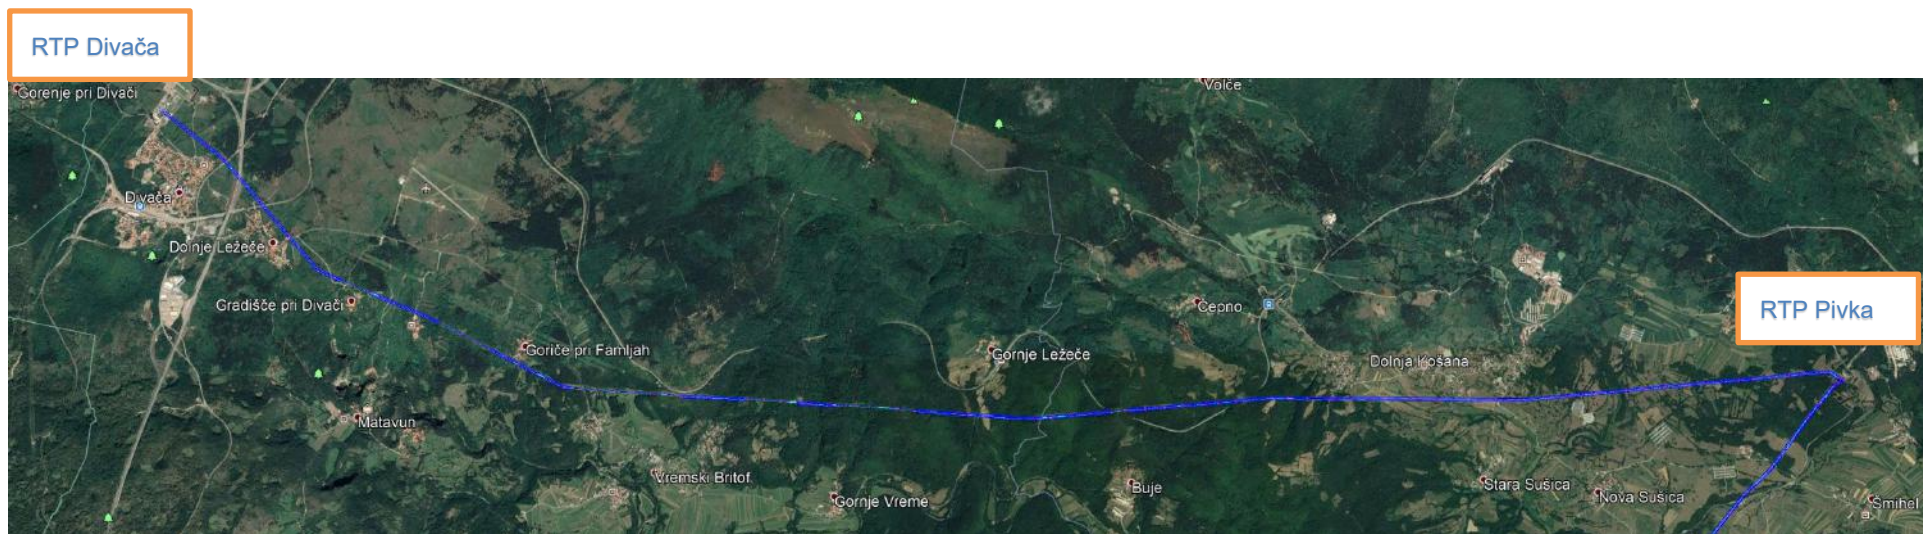 RTP Divača
Gorenje pri Divači
Volče
Divača
Dolnje Ležeče
Gradišče pri Divači
RTP Pivka
Čepno
Goriče pri Famljah
Gornje Ležeče
Dolnja Košana
Matavun
Vremski Britof
Gornje Vreme
Buje
Stara Sušica
Nova Sušica
Šmihel